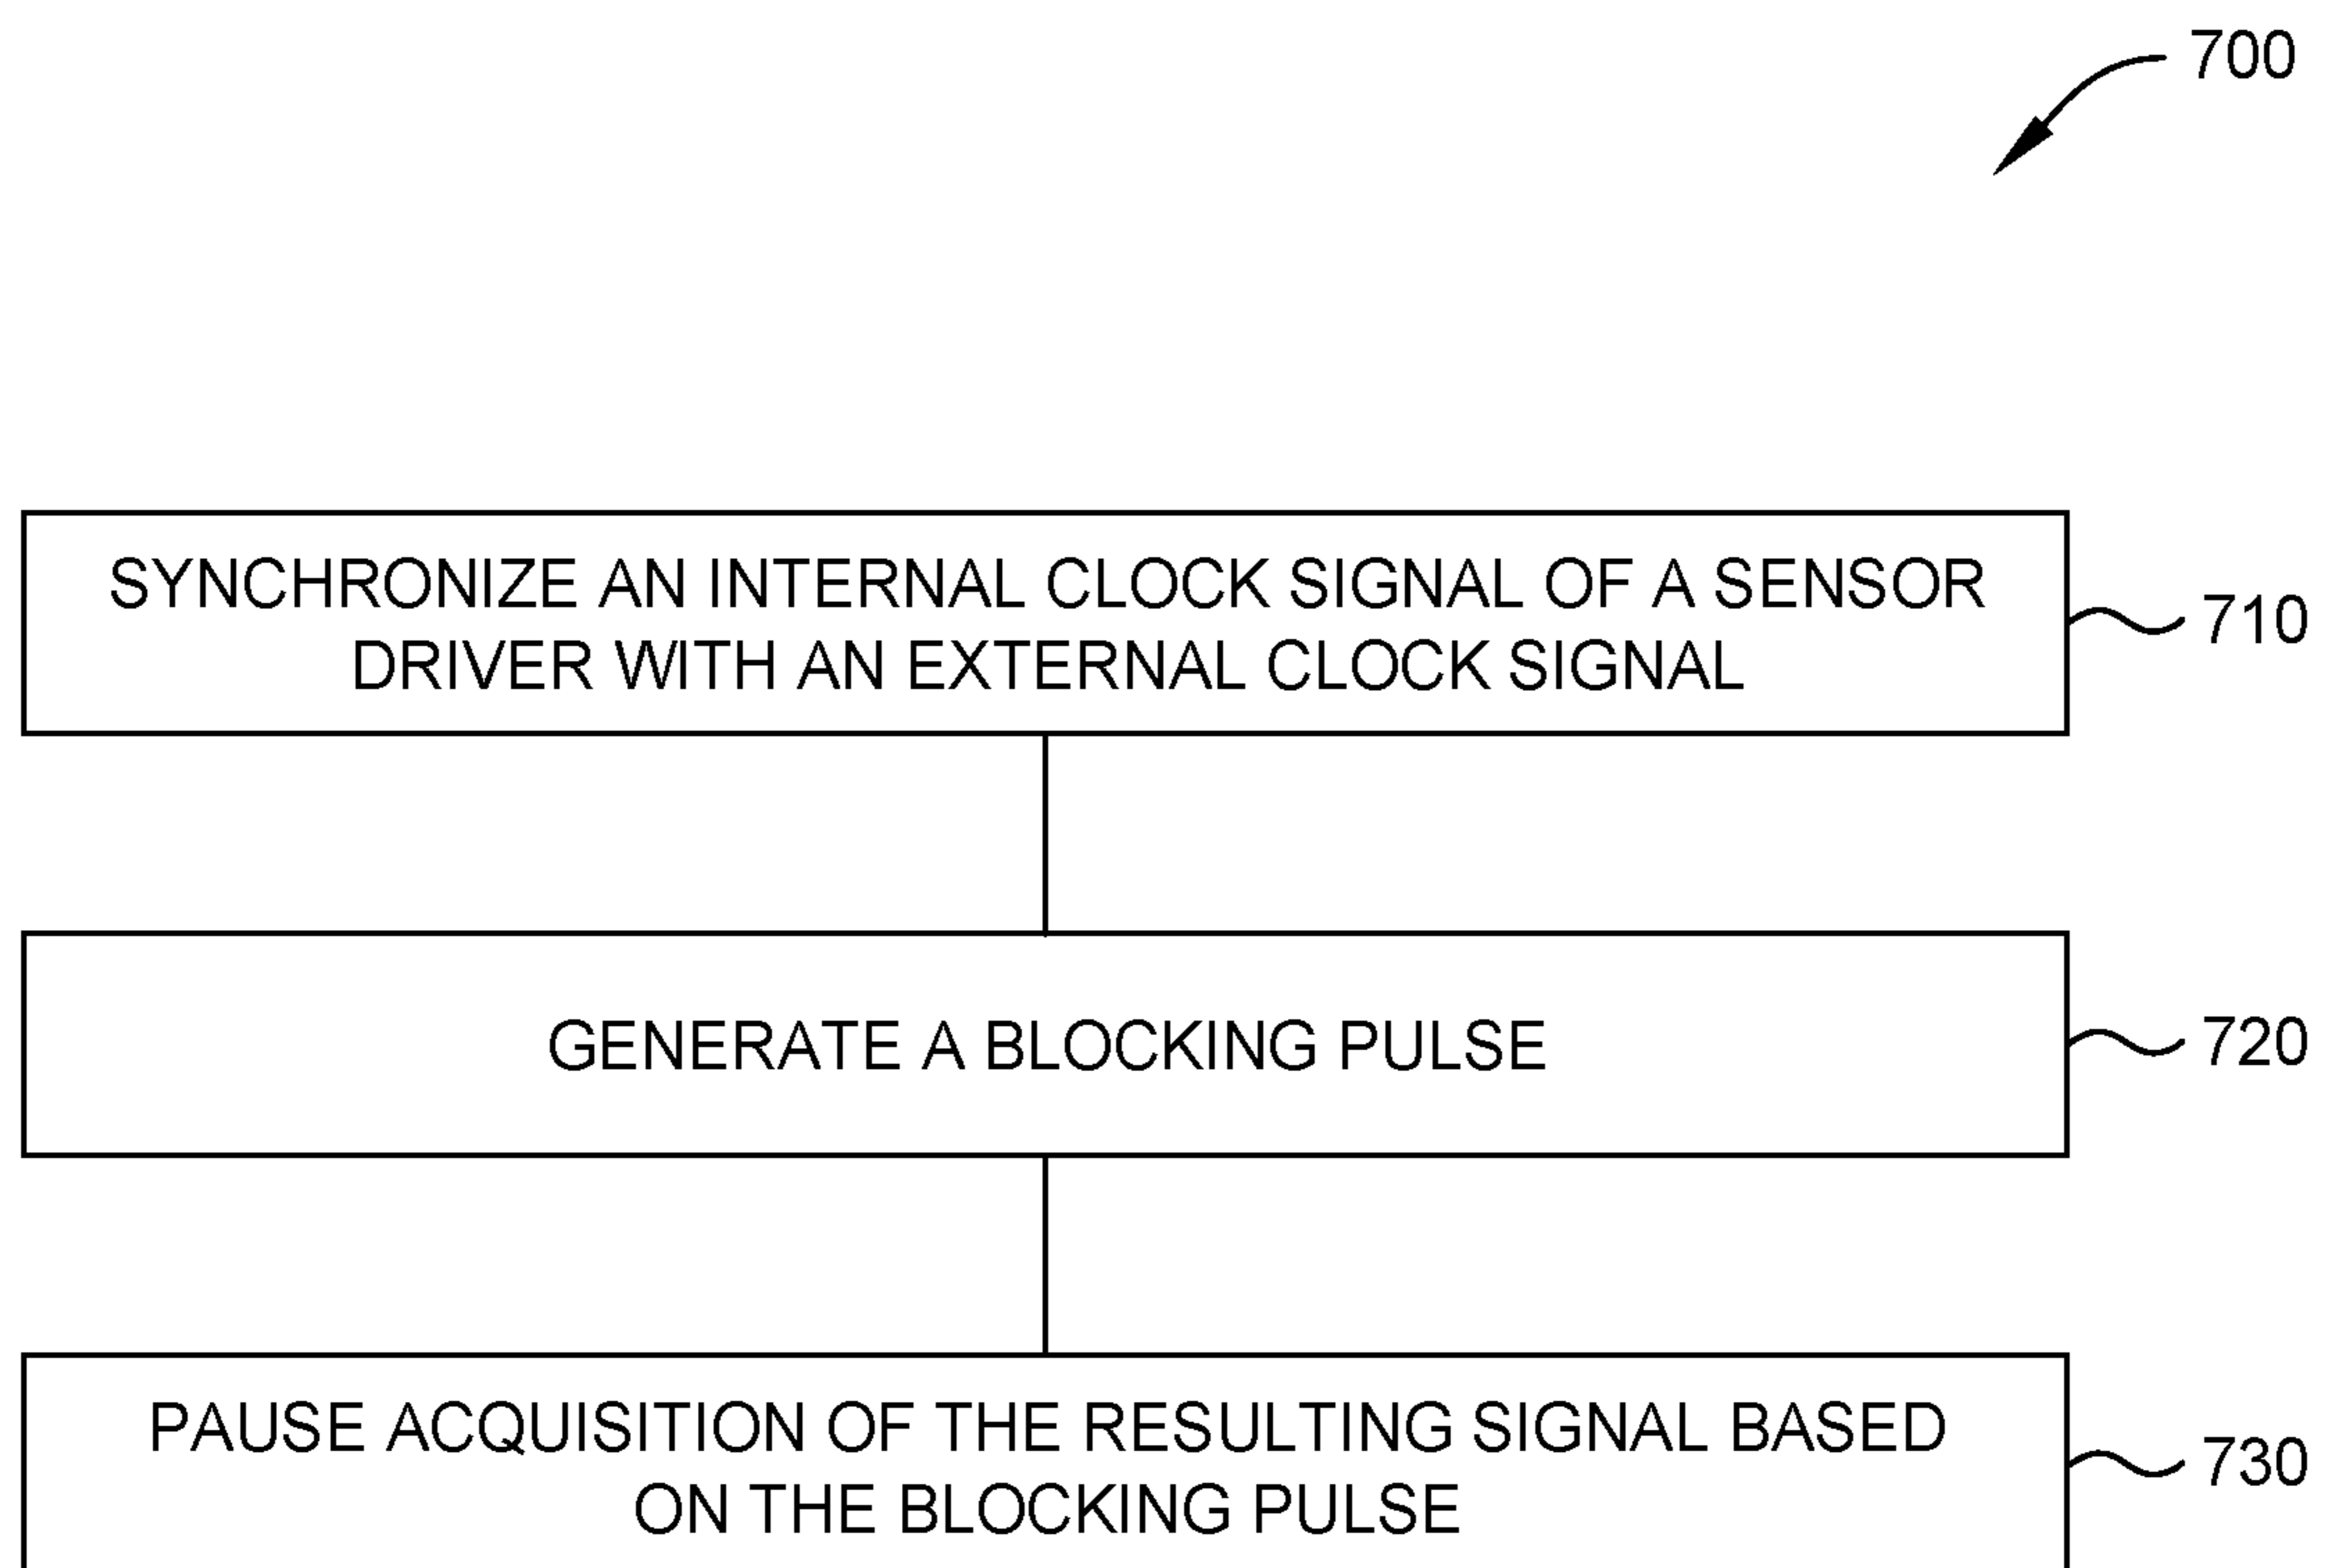 700
SYNCHRONIZE AN INTERNAL CLOCK SIGNAL OF A SENSOR
DRIVER WITH AN EXTERNAL CLOCK SIGNAL
710
GENERATE A BLOCKING PULSE
720
PAUSE ACQUISITION OF THE RESULTING SIGNAL BASED
ON THE BLOCKING PULSE
730